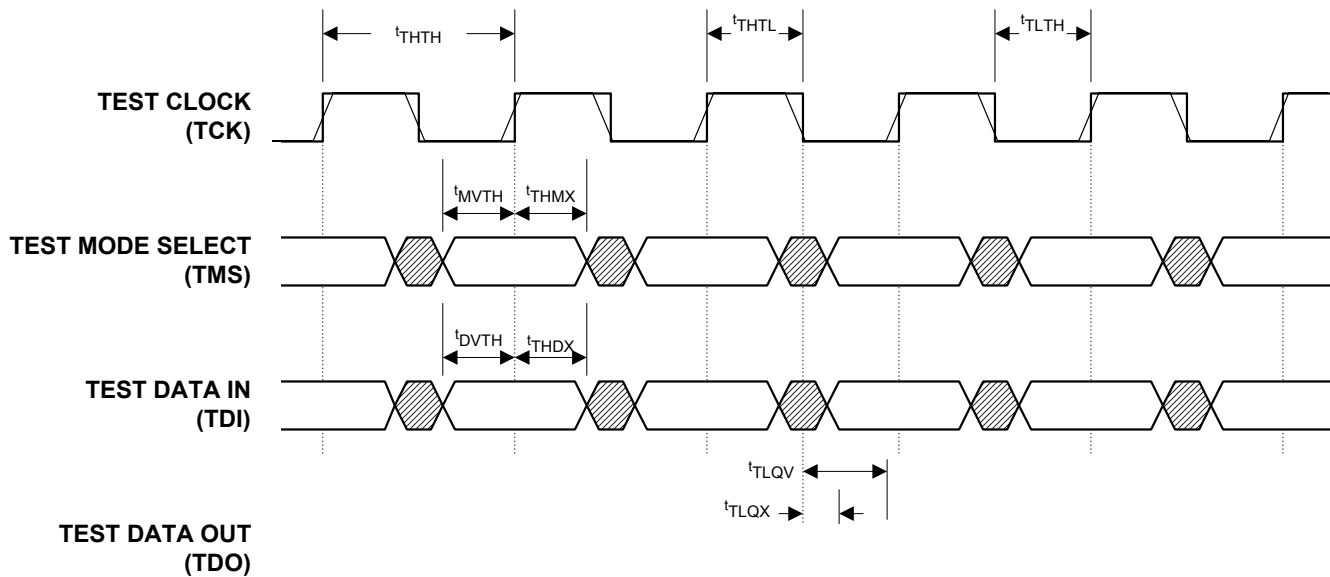 tTHTH
tTHTL
tTLTH
TEST CLOCK
(TCK)
tMVTH
tTHMX
TEST MODE SELECT
(TMS)
tDVTH
tTHDX
TEST DATA IN
(TDI)
tTLQV
tTLQX
TEST DATA OUT
(TDO)